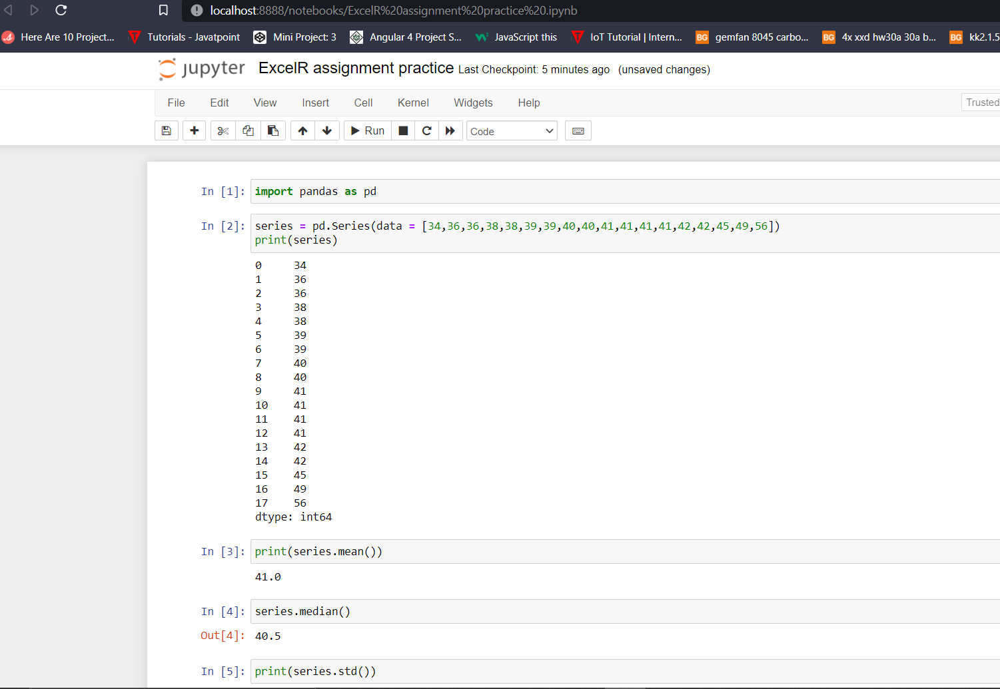 localhost:8888/notebooks/ExcelR%20assignment%20practice%20.ipynb
Here Are 10 Project... Tutorials - Javatpoint Mini Project: 3 Angular 4 Project S... JavaScript this IoT Tutorial | Intern... BG gemfan 8045 carbo... BG 4x xxd hw30a 30a b... BG kk2.1.5
jupyter ExcelR assignment practice Last Checkpoint: 5 minutes ago (unsaved changes)
File Edit View Insert Cell Kernel Widgets Help Trusted
Run Code
In [1]: import pandas as pd
In [2]: series = pd.Series(data = [34,36,36,38,38,39,39,40,40,41,41,41,41,42,42,45,49,56])
print(series)
0 34
1 36
2 36
3 38
4 38
5 39
6 39
7 40
8 40
9 41
10 41
11 41
12 41
13 42
14 42
15 45
16 49
17 56
dtype: int64
In [3]: print(series.mean())
41.0
In [4]: series.median()
Out[4]: 40.5
In [5]: print(series.std())